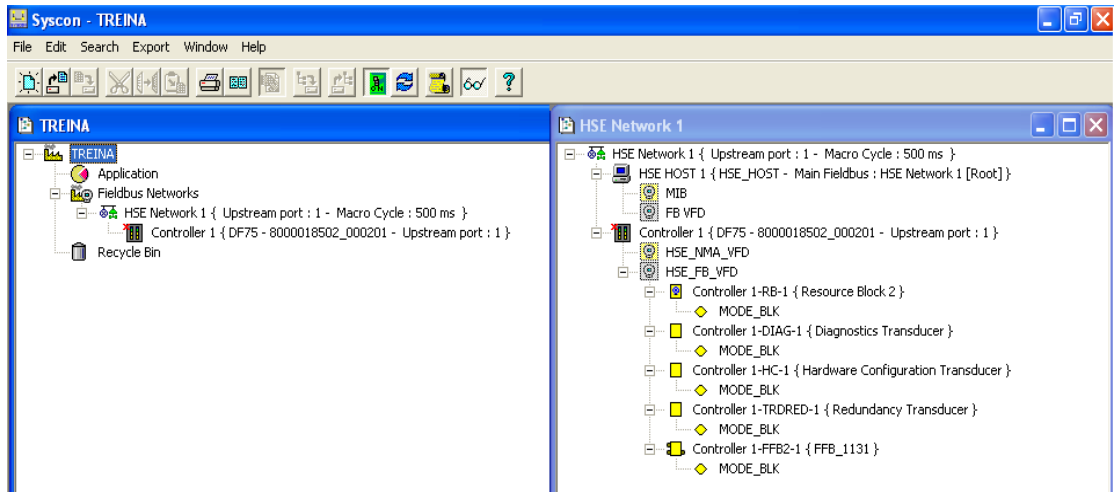 Syscon - TREINA
File Edit Search Export Window Help
TREINA
TREINA
Application
Fieldbus Networks
HSE Network 1 { Upstream port : 1 - Macro Cycle : 500 ms }
Controller 1 { DF75 - 8000018502_000201 - Upstream port : 1 }
Recycle Bin
HSE Network 1
HSE Network 1 { Upstream port : 1 - Macro Cycle : 500 ms }
HSE HOST 1 { HSE_HOST - Main Fieldbus : HSE Network 1 [Root] }
MIB
FB VFD
Controller 1 { DF75 - 8000018502_000201 - Upstream port : 1 }
HSE_NMA_VFD
HSE_FB_VFD
Controller 1-RB-1 { Resource Block 2 }
MODE_BLK
Controller 1-DIAG-1 { Diagnostics Transducer }
MODE_BLK
Controller 1-HC-1 { Hardware Configuration Transducer }
MODE_BLK
Controller 1-TRDRED-1 { Redundancy Transducer }
MODE_BLK
Controller 1-FFB2-1 { FFB_1131 }
MODE_BLK